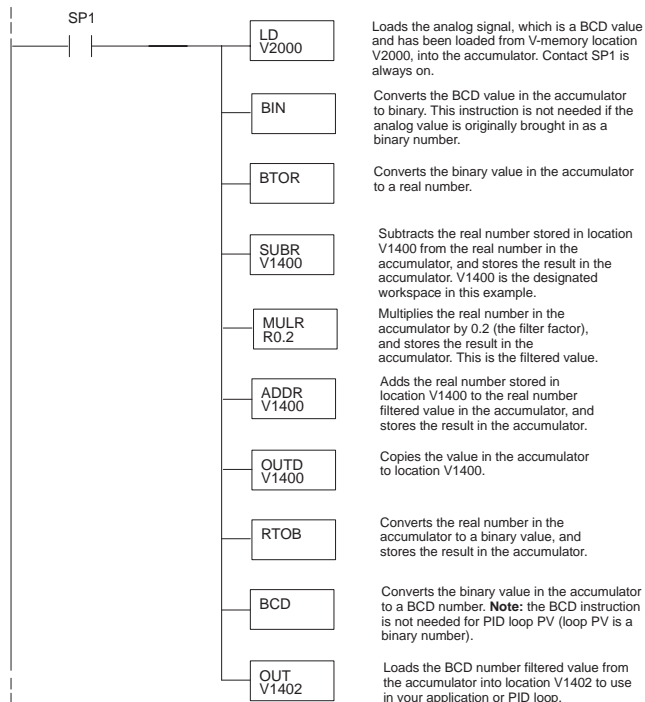 SP1
LD
V2000
Loads the analog signal, which is a BCD value
and has been loaded from V-memory location
V2000, into the accumulator. Contact SP1 is
always on.
BIN
Converts the BCD value in the accumulator
to binary. This instruction is not needed if the
analog value is originally brought in as a
binary number.
BTOR
Converts the binary value in the accumulator
to a real number.
SUBR
V1400
Subtracts the real number stored in location
V1400 from the real number in the
accumulator, and stores the result in the
accumulator. V1400 is the designated
workspace in this example.
MULR
R0.2
Multiplies the real number in the
accumulator by 0.2 (the filter factor),
and stores the result in the
accumulator. This is the filtered value.
ADDR
V1400
Adds the real number stored in
location V1400 to the real number
filtered value in the accumulator, and
stores the result in the accumulator.
OUTD
V1400
Copies the value in the accumulator
to location V1400.
RTOB
Converts the real number in the
accumulator to a binary value, and
stores the result in the accumulator.
BCD
Converts the binary value in the accumulator
to a BCD number. Note: the BCD instruction
is not needed for PID loop PV (loop PV is a
binary number).
OUT
V1402
Loads the BCD number filtered value from
the accumulator into location V1402 to use
in your application or PID loop.